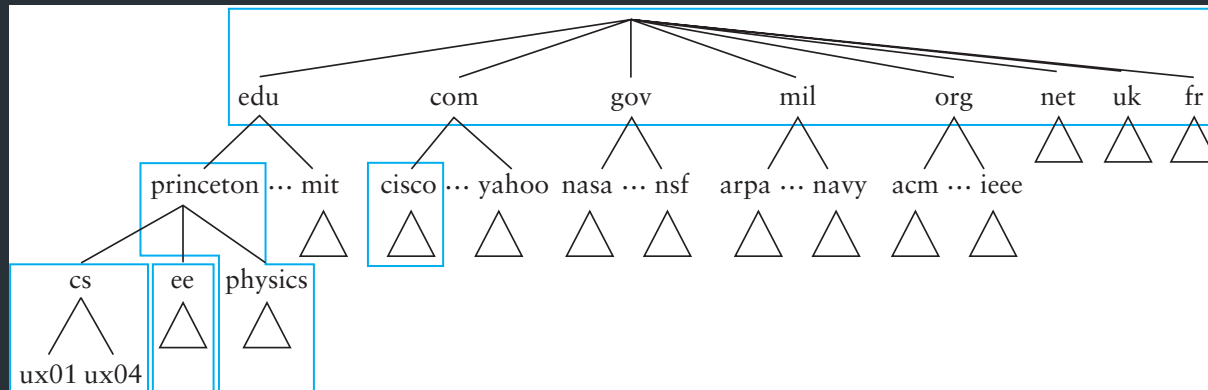 edu com gov mil org net uk fr
princeton ... mit cisco ... yahoo nasa ... nsf arpa ... navy acm ... ieee
cs ee physics
ux01 ux04